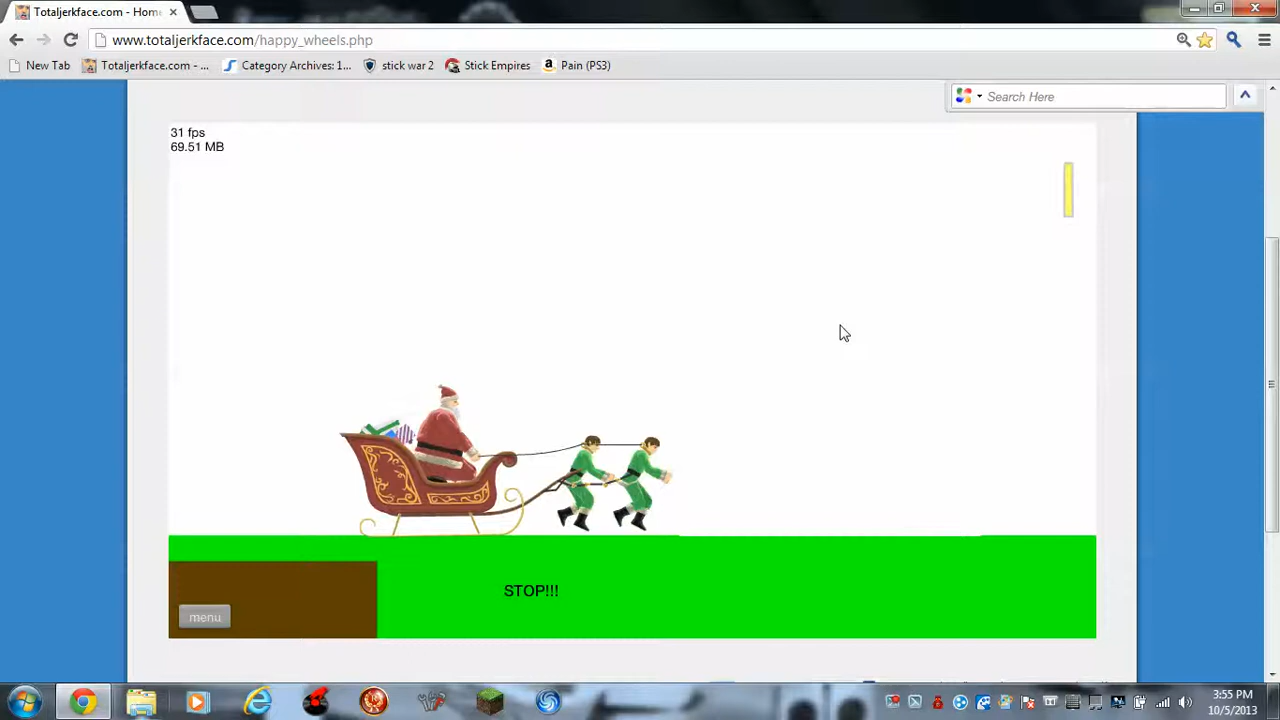 Totaljerkface.com - Hom
www.totaljerkface.com/happy_wheels.php
New Tab
Totaljerkface.com - ...
Category Archives: 1...
stick war 2
Stick Empires
Pain (PS3)
Search Here
31 fps
69.51 MB
STOP!!!
menu
3:55 PM
10/5/2013